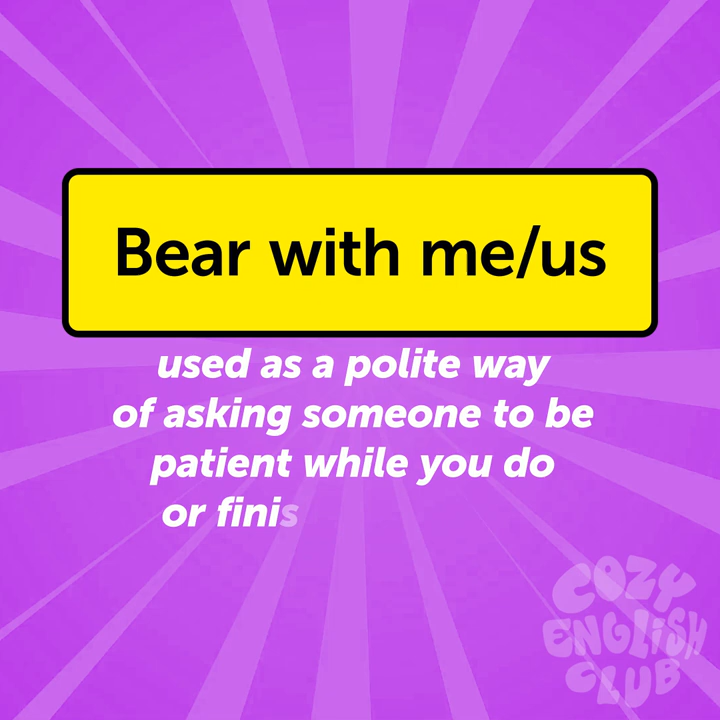 Bear with me/us
used as a polite way
of asking someone to be
patient while you do
or finis
COZY
ENGLISH
CLUB